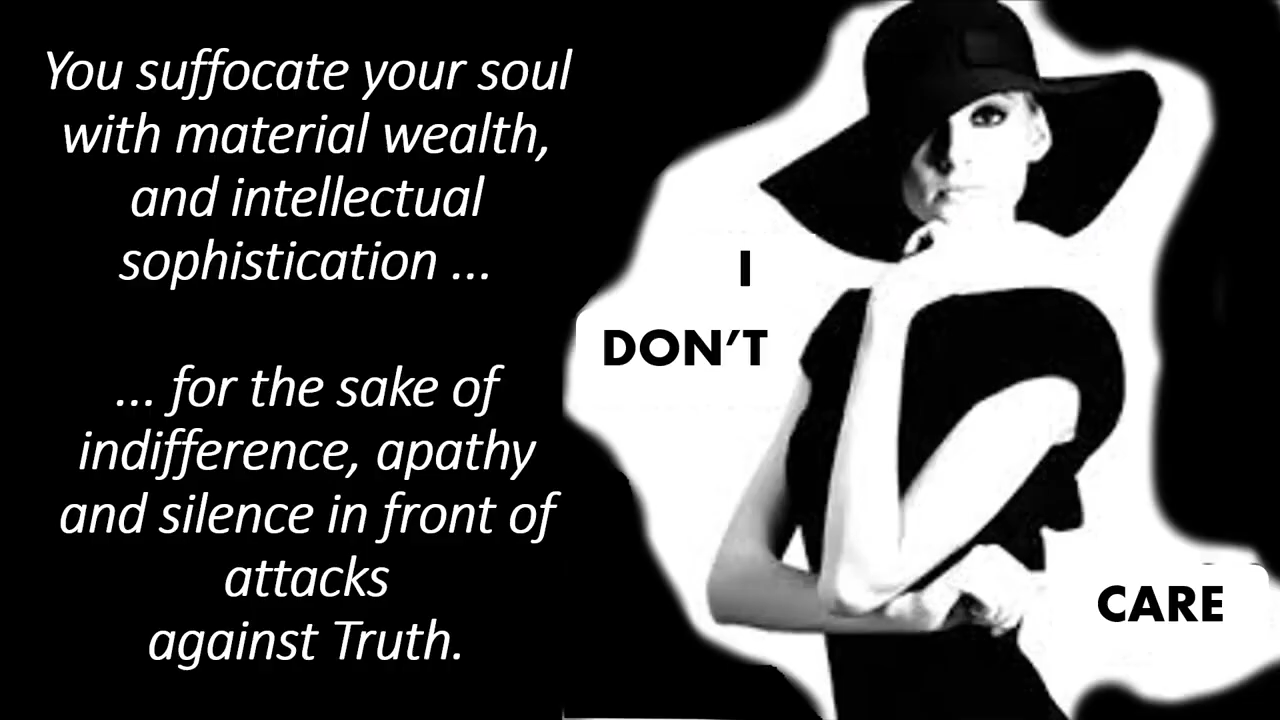 You suffocate your soul
with material wealth,
and intellectual
sophistication ...
... for the sake of
indifference, apathy
and silence in front of
attacks
against Truth.
I
DON’T
CARE